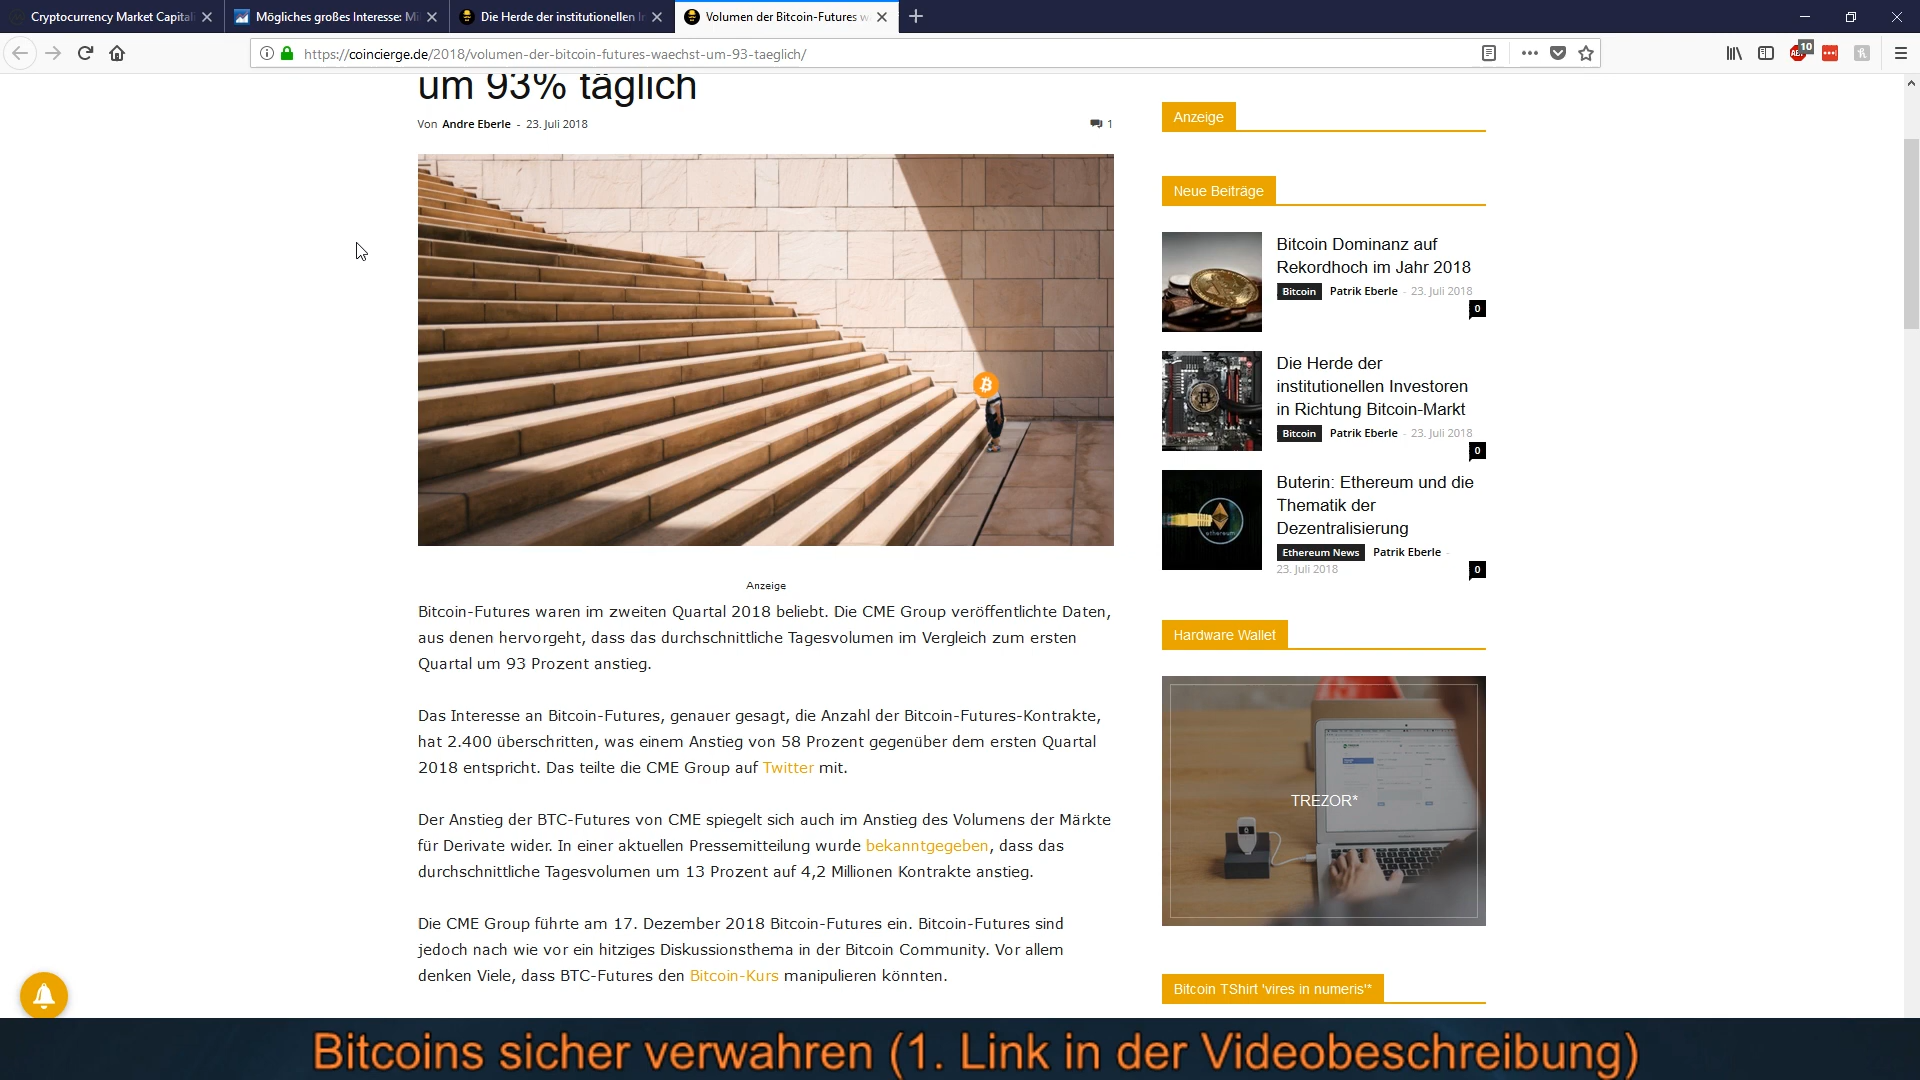 Cryptocurrency Market Capital
Mögliches großes Interesse: Mi
Die Herde der institutionellen I
Volumen der Bitcoin-Futures w
https://coincierge.de/2018/volumen-der-bitcoin-futures-waechst-um-93-taeglich/
10
um 93% täglich
Von Andre Eberle - 23. Juli 2018
1
Anzeige
Bitcoin-Futures waren im zweiten Quartal 2018 beliebt. Die CME Group veröffentlichte Daten,
aus denen hervorgeht, dass das durchschnittliche Tagesvolumen im Vergleich zum ersten
Quartal um 93 Prozent anstieg.
Das Interesse an Bitcoin-Futures, genauer gesagt, die Anzahl der Bitcoin-Futures-Kontrakte,
hat 2.400 überschritten, was einem Anstieg von 58 Prozent gegenüber dem ersten Quartal
2018 entspricht. Das teilte die CME Group auf Twitter mit.
Der Anstieg der BTC-Futures von CME spiegelt sich auch im Anstieg des Volumens der Märkte
für Derivate wider. In einer aktuellen Pressemitteilung wurde bekanntgegeben, dass das
durchschnittliche Tagesvolumen um 13 Prozent auf 4,2 Millionen Kontrakte anstieg.
Die CME Group führte am 17. Dezember 2018 Bitcoin-Futures ein. Bitcoin-Futures sind
jedoch nach wie vor ein hitziges Diskussionsthema in der Bitcoin Community. Vor allem
denken Viele, dass BTC-Futures den Bitcoin-Kurs manipulieren könnten.
Anzeige
Neue Beiträge
Bitcoin Dominanz auf
Rekordhoch im Jahr 2018
Bitcoin Patrik Eberle - 23. Juli 2018
0
Die Herde der
institutionellen Investoren
in Richtung Bitcoin-Markt
Bitcoin Patrik Eberle - 23. Juli 2018
0
Buterin: Ethereum und die
Thematik der
Dezentralisierung
Ethereum News Patrik Eberle -
23. Juli 2018
0
ethereum
Hardware Wallet
TREZOR*
Bitcoin TShirt 'vires in numeris'*
Bitcoins sicher verwahren (1. Link in der Videobeschreibung)